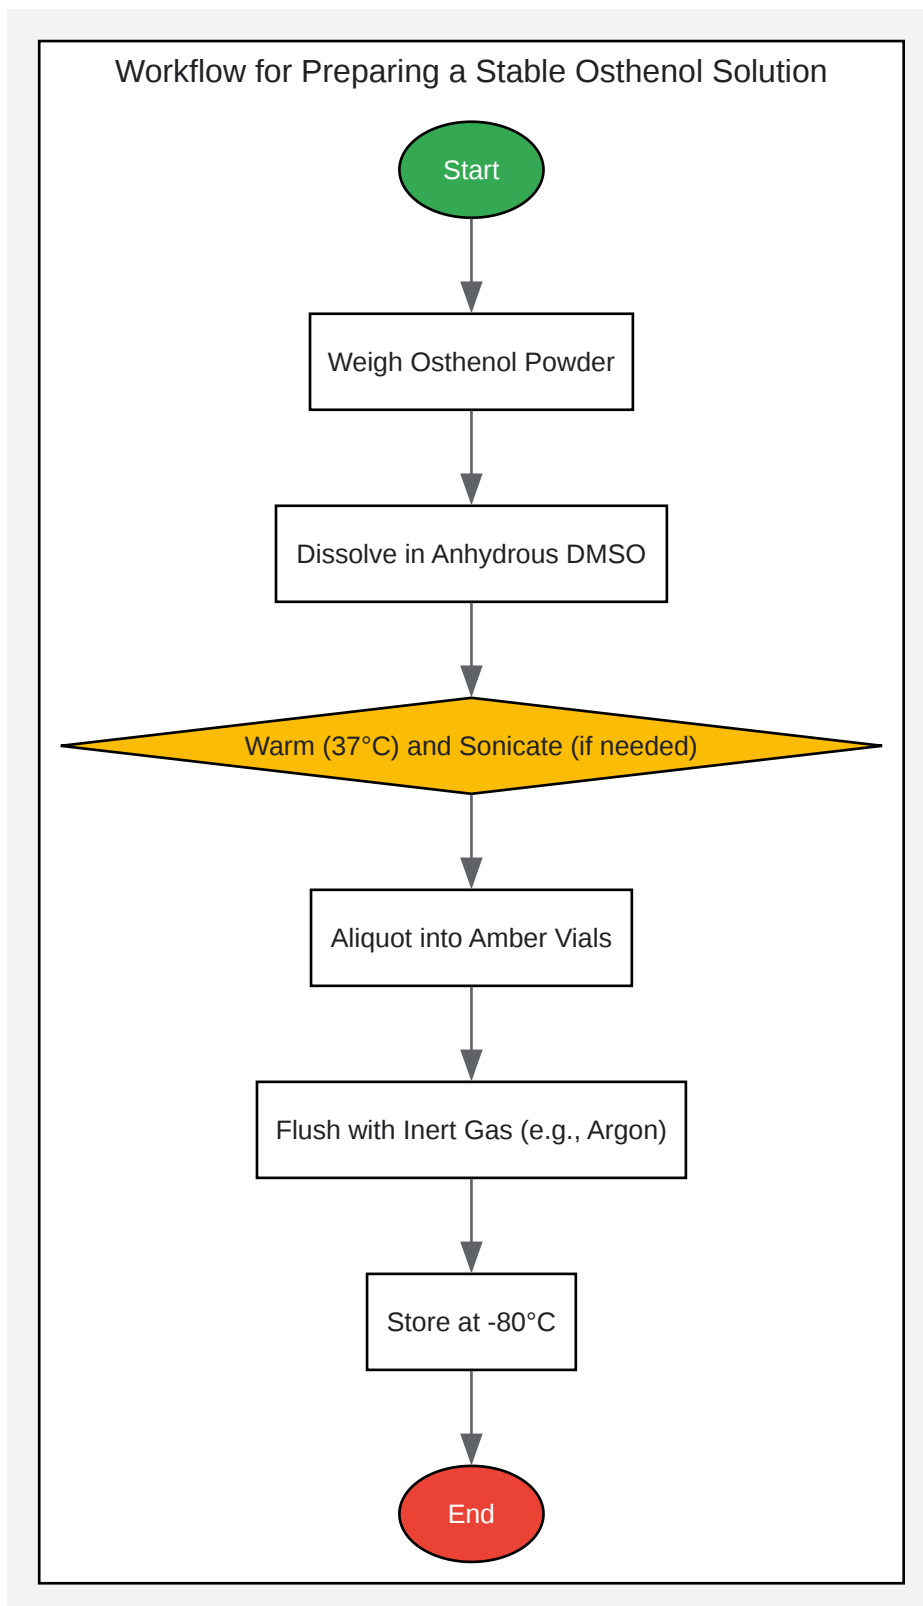 Workflow for Preparing a Stable Osthenol Solution
Start
Weigh Osthenol Powder
Dissolve in Anhydrous DMSO
Warm (37°C) and Sonicate (if needed)
Aliquot into Amber Vials
Flush with Inert Gas (e.g., Argon)
Store at -80°C
End